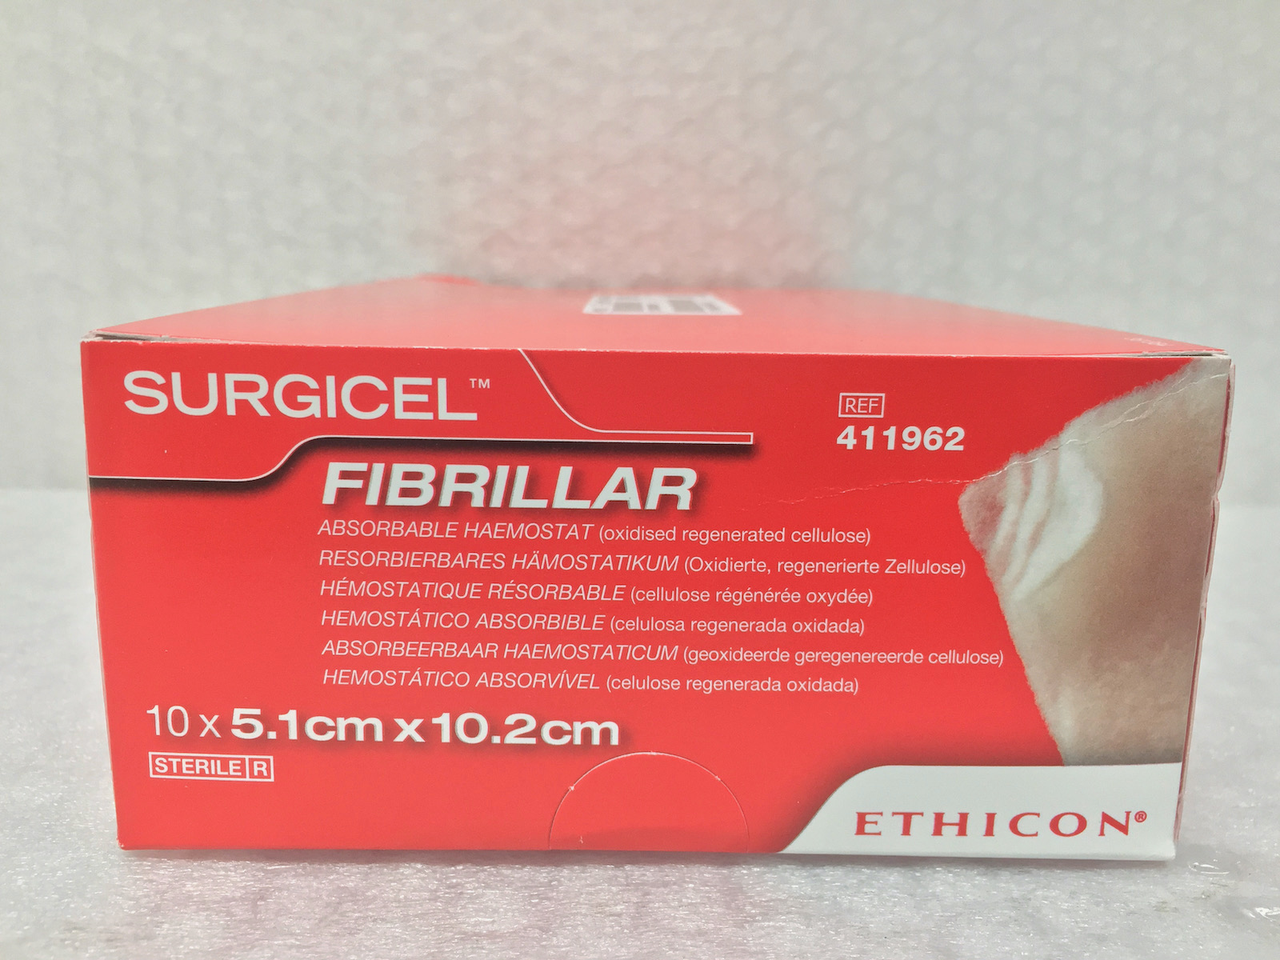 SURGICEL™
REF
411962
FIBRILLAR
ABSORBABLE HAEMOSTAT (oxidised regenerated cellulose)
RESORBIERBARES HÄMOSTATIKUM (Oxidierte, regenerierte Zellulose)
HÉMOSTATIQUE RÉSORBABLE (cellulose régénérée oxydée)
HEMOSTÁTICO ABSORBIBLE (celulosa regenerada oxidada)
ABSORBEERBAAR HAEMOSTATICUM (geoxideerde geregenereerde cellulose)
HEMOSTÁTICO ABSORVÍVEL (celulose regenerada oxidada)
10 x 5.1cm x 10.2cm
STERILE R
ETHICON®